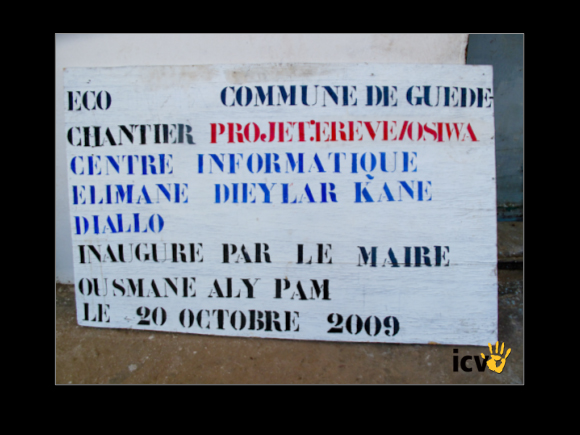 ECO COMMUNE DE GUEDE
CHANTIER PROJET:EREVE/OSIWA
CENTRE INFORMATIQUE
ELIMANE DIEYLAR KANE
DIALLO
INAUGURE PAR LE MAIRE
OUSMANE ALY PAM
LE 20 OCTOBRE 2009
icv